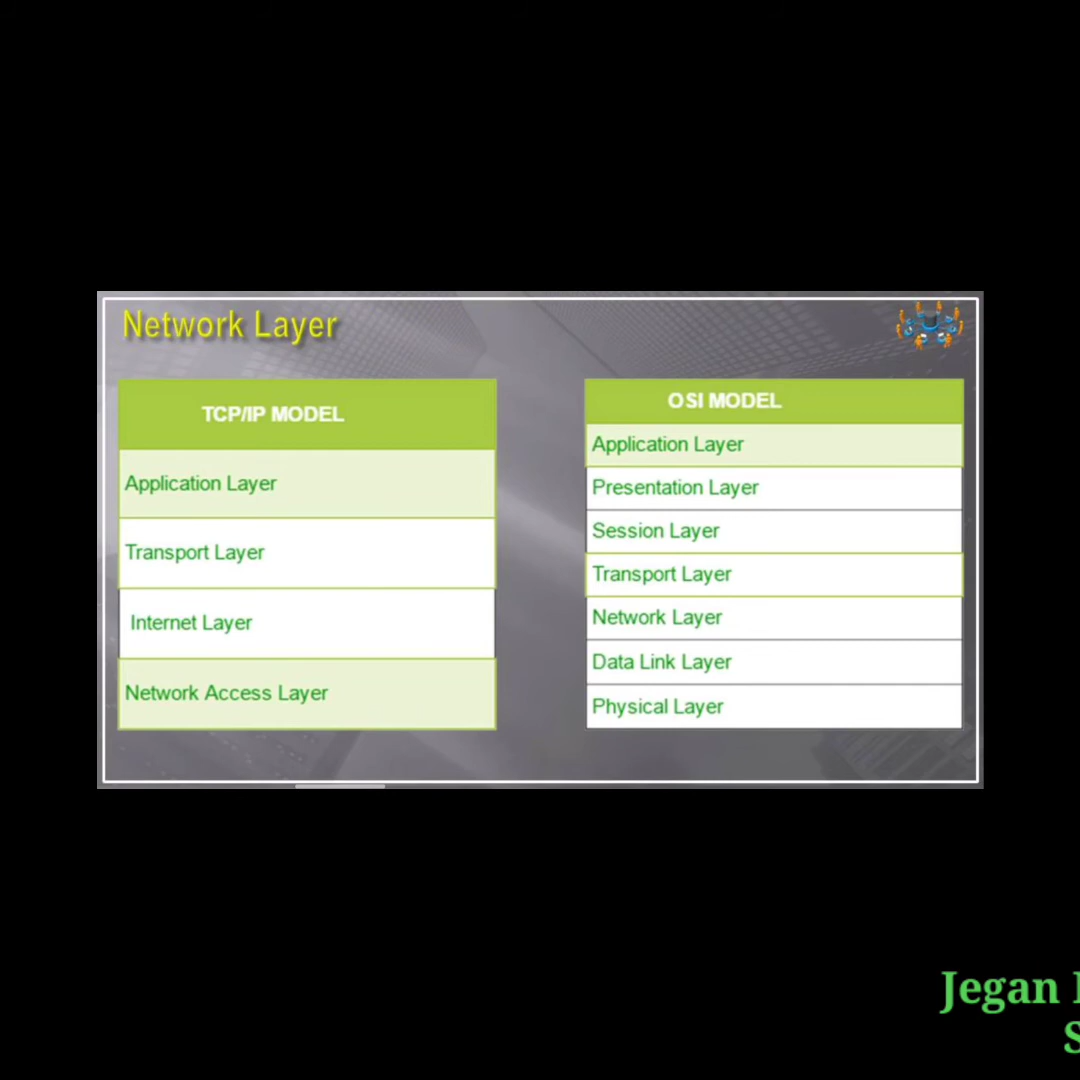 Network Layer
TCP/IP MODEL
Application Layer
Transport Layer
Internet Layer
Network Access Layer
OSI MODEL
Application Layer
Presentation Layer
Session Layer
Transport Layer
Network Layer
Data Link Layer
Physical Layer
Jegan